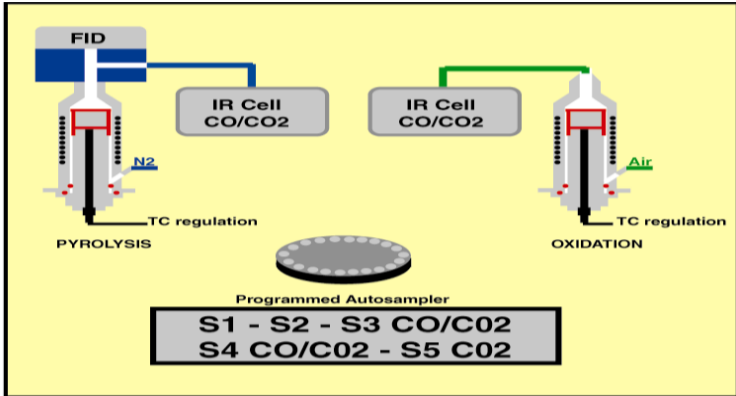 FID
IR Cell
CO/CO2
IR Cell
CO/CO2
N2
Air
TC regulation
TC regulation
PYROLYSIS
OXIDATION
Programmed Autosampler
S1 - S2 - S3 CO/C02
S4 CO/C02 - S5 C02